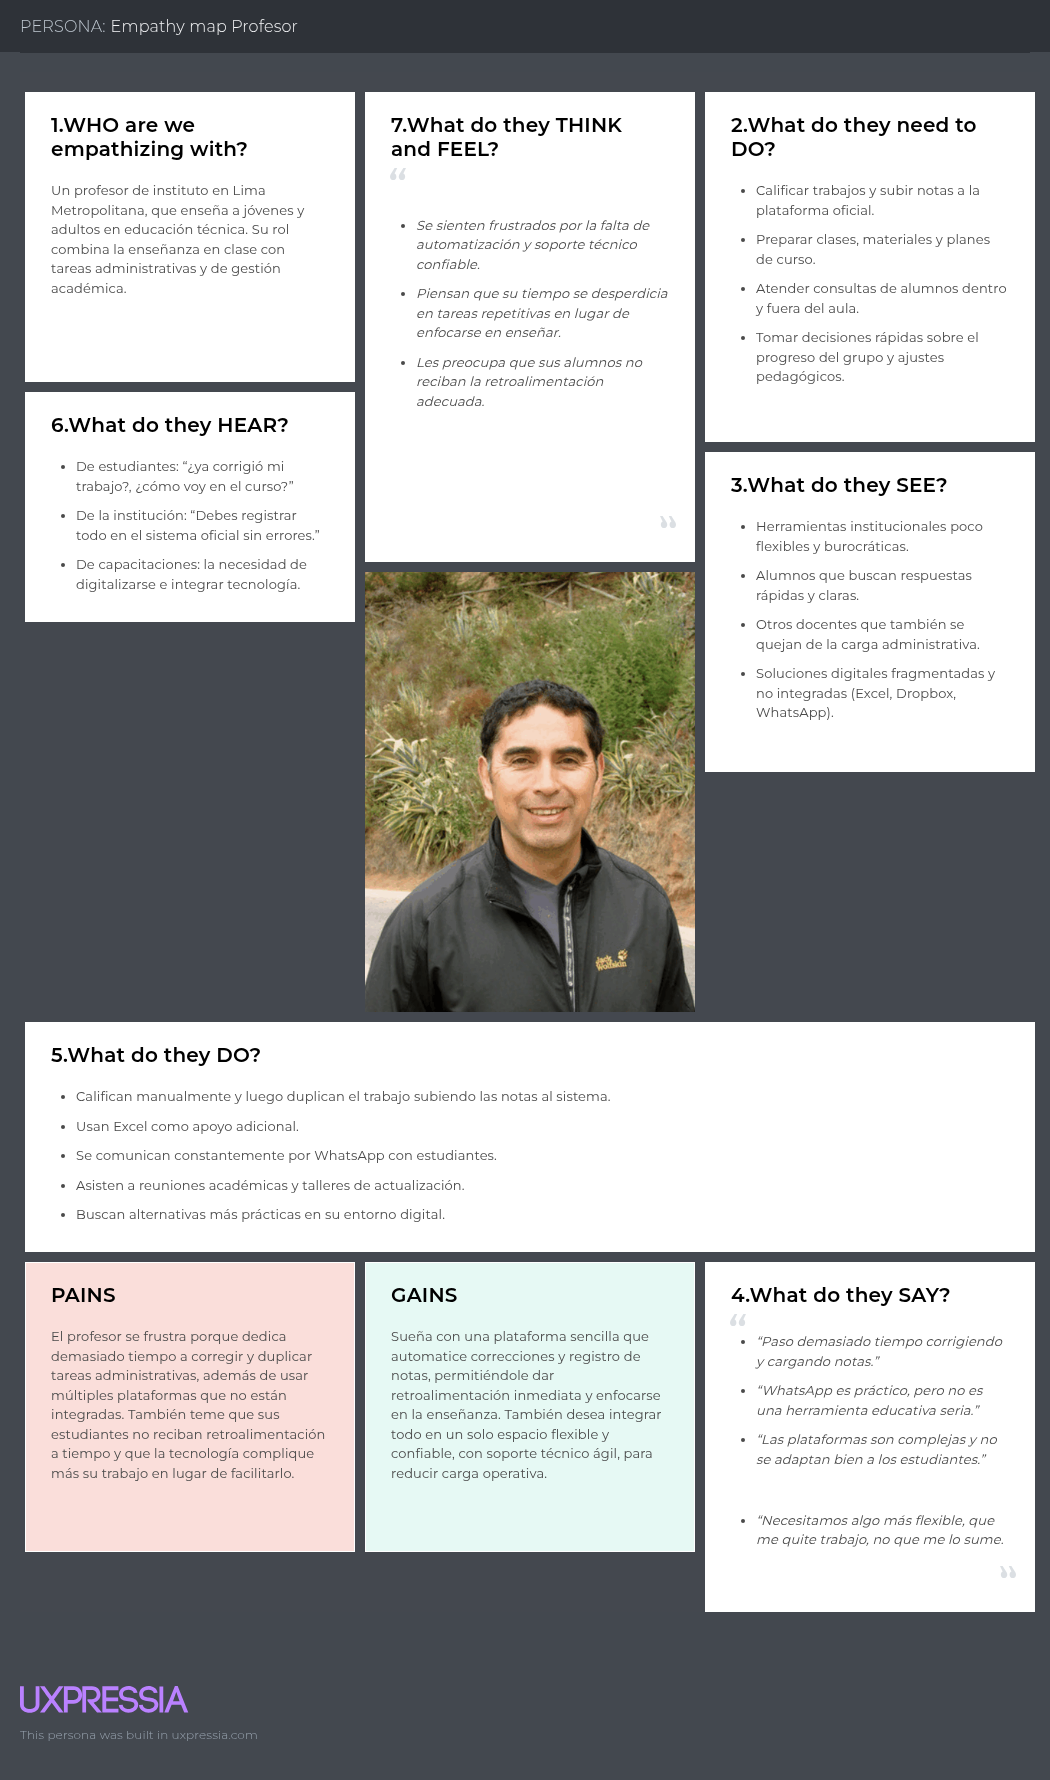 PERSONA: Empathy map Profesor
1.WHO are we
empathizing with?
Un profesor de instituto en Lima
Metropolitana, que enseña a jóvenes y
adultos en educación técnica. Su rol
combina la enseñanza en clase con
tareas administrativas y de gestión
académica.
7.What do they THINK
and FEEL?
“
• Se sienten frustrados por la falta de
automatización y soporte técnico
confiable.
• Piensan que su tiempo se desperdicia
en tareas repetitivas en lugar de
enfocarse en enseñar.
• Les preocupa que sus alumnos no
reciban la retroalimentación
adecuada.
”
2.What do they need to
DO?
• Calificar trabajos y subir notas a la
plataforma oficial.
• Preparar clases, materiales y planes
de curso.
• Atender consultas de alumnos dentro
y fuera del aula.
• Tomar decisiones rápidas sobre el
progreso del grupo y ajustes
pedagógicos.
6.What do they HEAR?
• De estudiantes: “¿ya corrigió mi
trabajo?, ¿cómo voy en el curso?”
• De la institución: “Debes registrar
todo en el sistema oficial sin errores.”
• De capacitaciones: la necesidad de
digitalizarse e integrar tecnología.
3.What do they SEE?
• Herramientas institucionales poco
flexibles y burocráticas.
• Alumnos que buscan respuestas
rápidas y claras.
• Otros docentes que también se
quejan de la carga administrativa.
• Soluciones digitales fragmentadas y
no integradas (Excel, Dropbox,
WhatsApp).
Jack
Wolfskin
5.What do they DO?
• Califican manualmente y luego duplican el trabajo subiendo las notas al sistema.
• Usan Excel como apoyo adicional.
• Se comunican constantemente por WhatsApp con estudiantes.
• Asisten a reuniones académicas y talleres de actualización.
• Buscan alternativas más prácticas en su entorno digital.
PAINS
El profesor se frustra porque dedica
demasiado tiempo a corregir y duplicar
tareas administrativas, además de usar
múltiples plataformas que no están
integradas. También teme que sus
estudiantes no reciban retroalimentación
a tiempo y que la tecnología complique
más su trabajo en lugar de facilitarlo.
GAINS
Sueña con una plataforma sencilla que
automatice correcciones y registro de
notas, permitiéndole dar
retroalimentación inmediata y enfocarse
en la enseñanza. También desea integrar
todo en un solo espacio flexible y
confiable, con soporte técnico ágil, para
reducir carga operativa.
4.What do they SAY?
“
• “Paso demasiado tiempo corrigiendo
y cargando notas.”
• “WhatsApp es práctico, pero no es
una herramienta educativa seria.”
• “Las plataformas son complejas y no
se adaptan bien a los estudiantes.”
• “Necesitamos algo más flexible, que
me quite trabajo, no que me lo sume.
”
UXPRESSIA
This persona was built in uxpressia.com